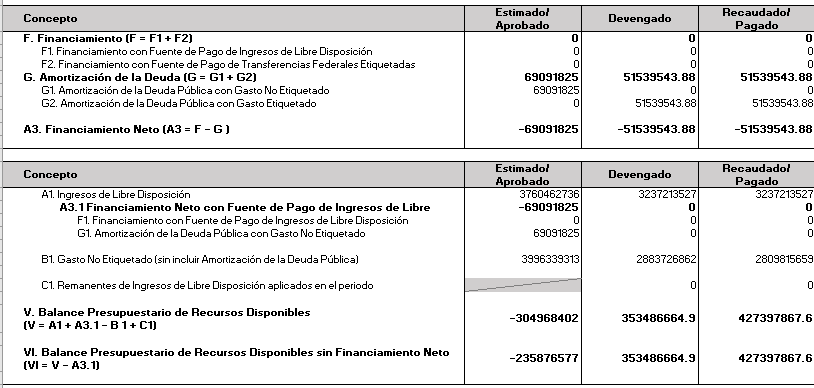 Concepto Estimado/ Aprobado Devengado Recaudado/ Pagado
F. Financiamiento (F = F1 + F2) 0 0 0
F1. Financiamiento con Fuente de Pago de Ingresos de Libre Disposición 0 0 0
F2. Financiamiento con Fuente de Pago de Transferencias Federales Etiquetadas 0 0 0
G. Amortización de la Deuda (G = G1 + G2) 69091825 51539543.88 51539543.88
G1. Amortización de la Deuda Pública con Gasto No Etiquetado 69091825 0 0
G2. Amortización de la Deuda Pública con Gasto Etiquetado 0 51539543.88 51539543.88
A3. Financiamiento Neto (A3 = F - G ) -69091825 -51539543.88 -51539543.88
Concepto Estimado/ Aprobado Devengado Recaudado/ Pagado
A1. Ingresos de Libre Disposición 3760462736 3237213527 3237213527
A3.1 Financiamiento Neto con Fuente de Pago de Ingresos de Libre -69091825 0 0
F1. Financiamiento con Fuente de Pago de Ingresos de Libre Disposición 0 0 0
G1. Amortización de la Deuda Pública con Gasto No Etiquetado 69091825 0 0
B1. Gasto No Etiquetado (sin incluir Amortización de la Deuda Pública) 3996339313 2883726862 2809815659
C1. Remanentes de Ingresos de Libre Disposición aplicados en el periodo 0 0
V. Balance Presupuestario de Recursos Disponibles
(V = A1 + A3.1 - B 1 + C1) -304968402 353486664.9 427397867.6
VI. Balance Presupuestario de Recursos Disponibles sin Financiamiento Neto
(VI = V - A3.1) -235876577 353486664.9 427397867.6